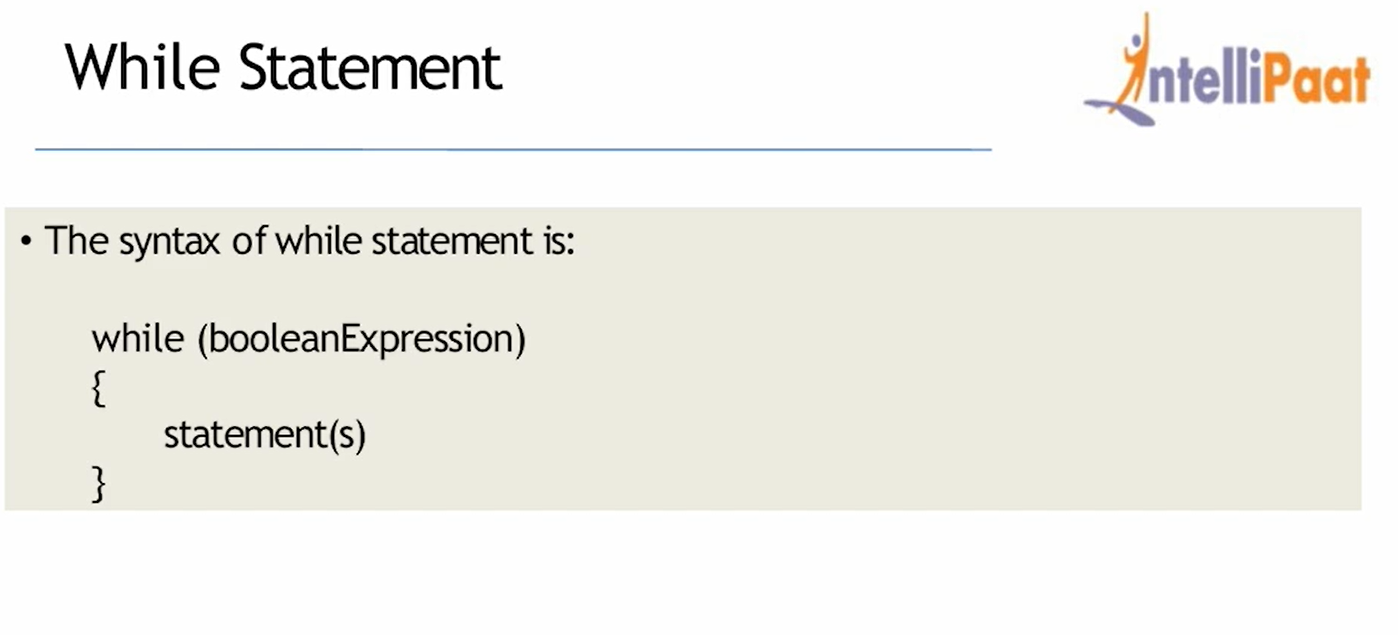 While Statement
IntelliPaat
• The syntax of while statement is:
while (booleanExpression)
{
statement(s)
}